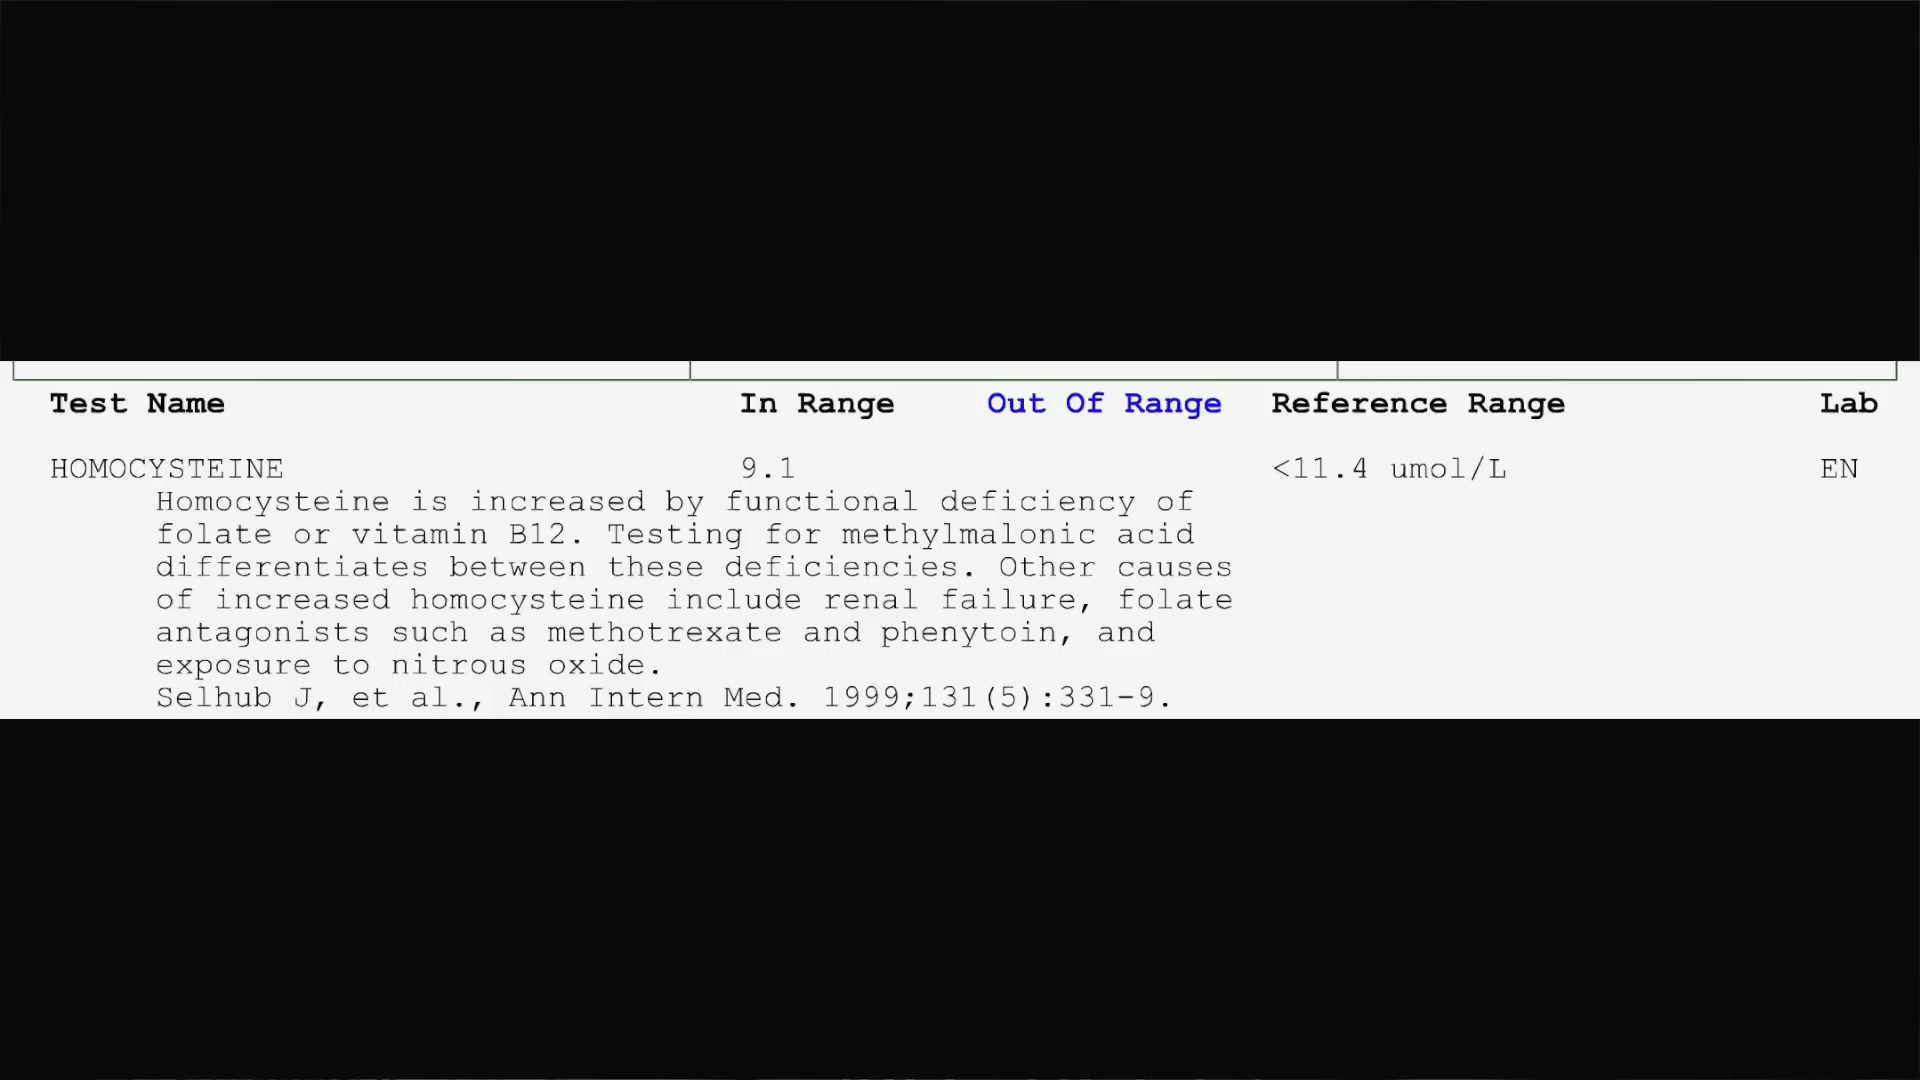 Test Name In Range Out Of Range Reference Range Lab
HOMOCYSTEINE 9.1 <11.4 umol/L EN
Homocysteine is increased by functional deficiency of
folate or vitamin B12. Testing for methylmalonic acid
differentiates between these deficiencies. Other causes
of increased homocysteine include renal failure, folate
antagonists such as methotrexate and phenytoin, and
exposure to nitrous oxide.
Selhub J, et al., Ann Intern Med. 1999;131(5):331-9.